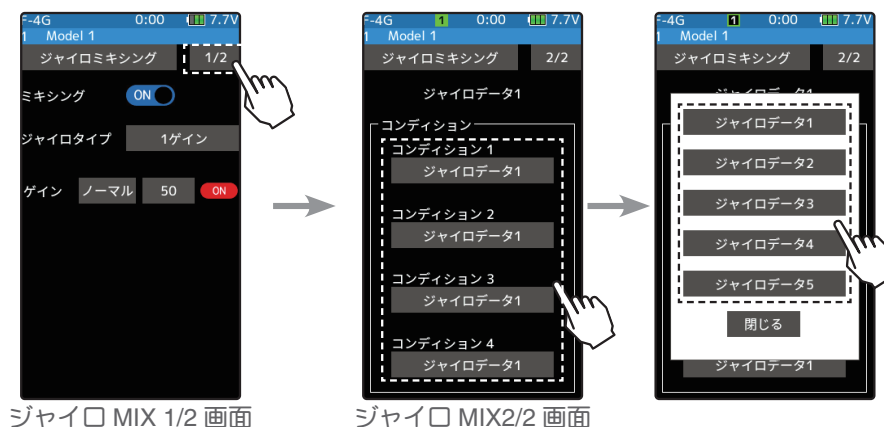 F-4G 0:00 7.7V
1 Model 1
ジャイロミキシング 1/2
ミキシング ON
ジャイロタイプ 1ゲイン
ゲイン ノーマル 50 ON
ジャイロ MIX 1/2 画面
F-4G 1 0:00 7.7V
1 Model 1
ジャイロミキシング 2/2
ジャイロデータ1
コンディション
コンディション 1
ジャイロデータ1
コンディション 2
ジャイロデータ1
コンディション 3
ジャイロデータ1
コンディション 4
ジャイロデータ1
ジャイロ MIX2/2 画面
F-4G 1 0:00 7.7V
1 Model 1
ジャイロミキシング 2/2
ジャイロデータ1
ジャイロデータ1
ジャイロデータ2
ジャイロデータ3
ジャイロデータ4
ジャイロデータ5
閉じる
ジャイロデータ1